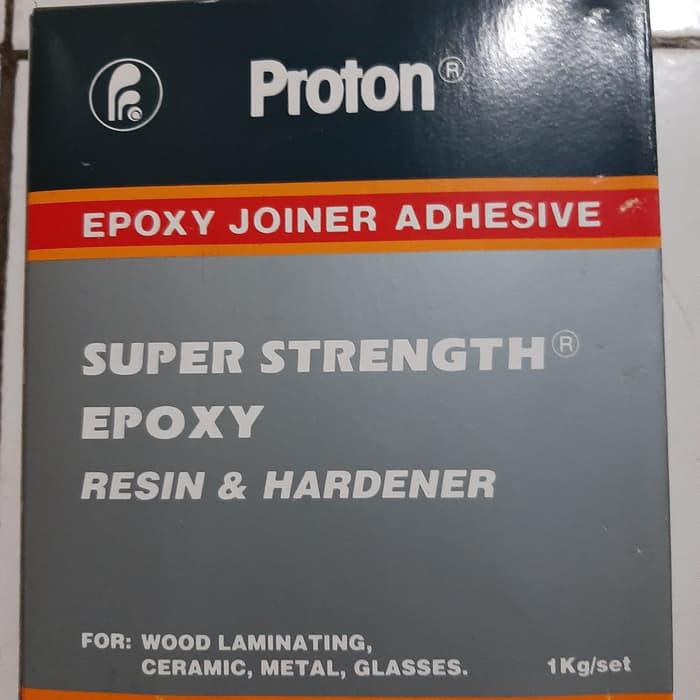 Proton®
EPOXY JOINER ADHESIVE
SUPER STRENGTH®
EPOXY
RESIN & HARDENER
FOR: WOOD LAMINATING,
CERAMIC, METAL, GLASSES.
1Kg/set